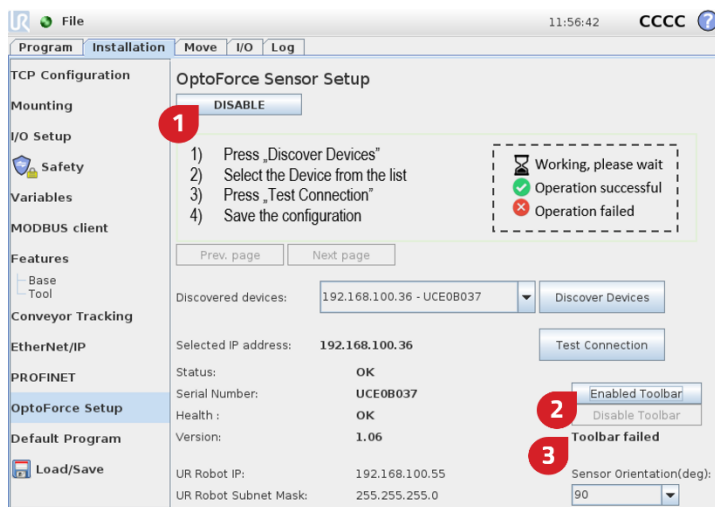 UR File 11:56:42 CCCC ?
Program Installation Move I/O Log
TCP Configuration
Mounting
I/O Setup
Safety
Variables
MODBUS client
Features
Base
Tool
Conveyor Tracking
EtherNet/IP
PROFINET
OptoForce Setup
Default Program
Load/Save
OptoForce Sensor Setup
DISABLE
1
1) Press „Discover Devices”
2) Select the Device from the list
3) Press „Test Connection”
4) Save the configuration
Working, please wait
Operation successful
Operation failed
Prev. page Next page
Discovered devices: 192.168.100.36 - UCE0B037 Discover Devices
Selected IP address: 192.168.100.36 Test Connection
Status: OK
Serial Number: UCE0B037 Enabled Toolbar
2
Health : OK Disable Toolbar
Version: 1.06 Toolbar failed
3
UR Robot IP: 192.168.100.55 Sensor Orientation(deg):
UR Robot Subnet Mask: 255.255.255.0 90